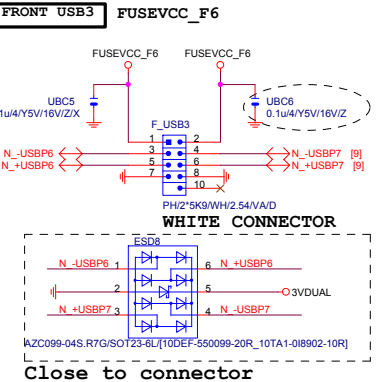 FRONT USB3 FUSEVCC_F6
FUSEVCC_F6 FUSEVCC_F6
UBC5 UBC6
1u/4/Y5V/16V/Z/X 0.1u/4/Y5V/16V/Z
F_USB3
1 2
N_-USBP6 3 4 N_-USBP7 [9]
N_+USBP6 5 6 N_+USBP7 [9]
7 8
10
PH/2*5K9/WH/2.54/VA/D
WHITE CONNECTOR
ESD8
N_-USBP6 1 6 N_+USBP6
2 5 3VDUAL
N_+USBP7 3 4 N_-USBP7
AZC099-04S.R7G/SOT23-6L/[10DEF-550099-20R_10TA1-0I8902-10R]
Close to connector